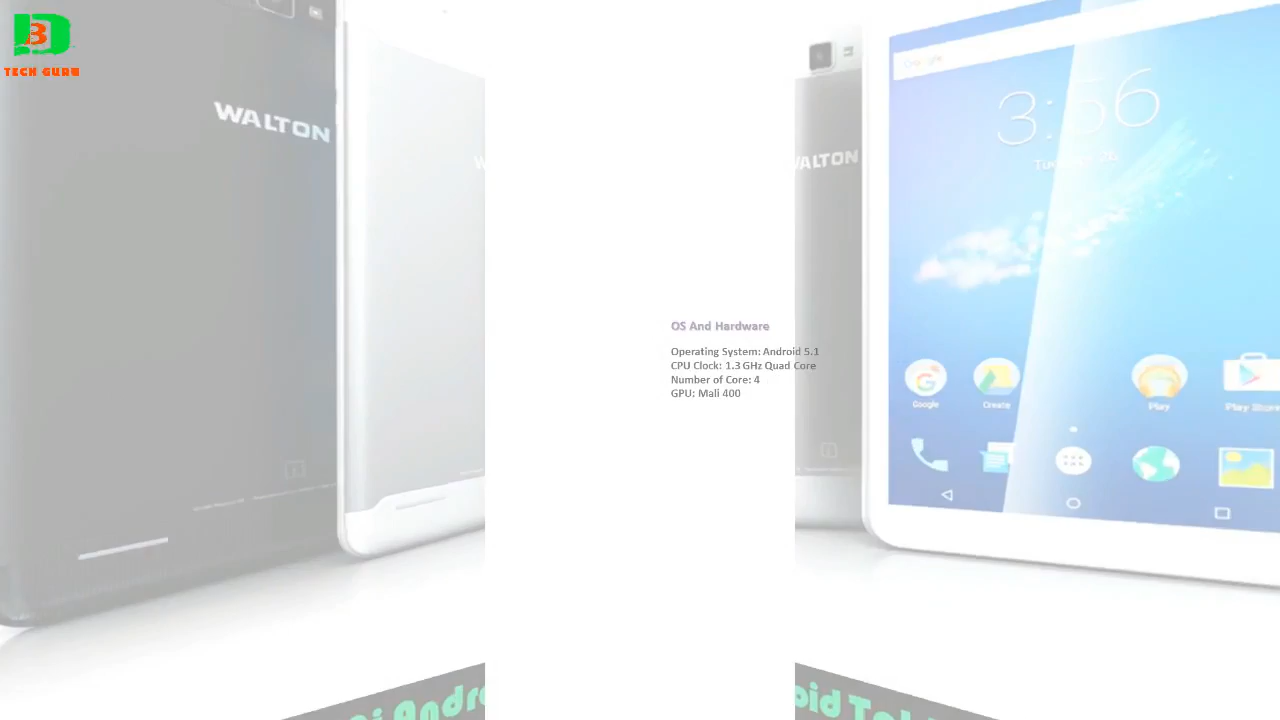 TECH GURU
WALTON
WALTON
Google
3:56
OS And Hardware
Operating System: Android 5.1
CPU Clock: 1.3 GHz Quad Core
Number of Core: 4
GPU: Mali 400
Google
Create
Play
Play Store